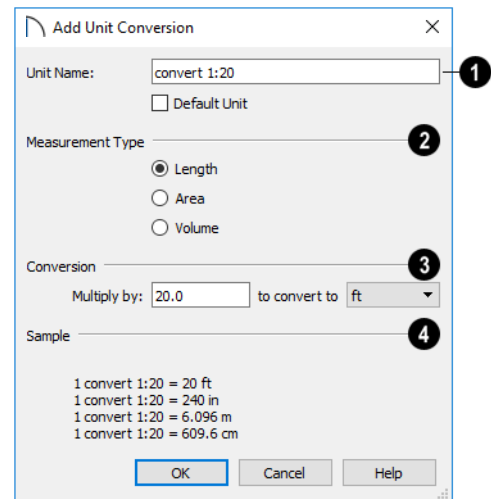 Add Unit Conversion
Unit Name: convert 1:20 1
Default Unit
Measurement Type 2
Length
Area
Volume
Conversion 3
Multiply by: 20.0 to convert to ft
Sample 4
1 convert 1:20 = 20 ft
1 convert 1:20 = 240 in
1 convert 1:20 = 6.096 m
1 convert 1:20 = 609.6 cm
OK Cancel Help